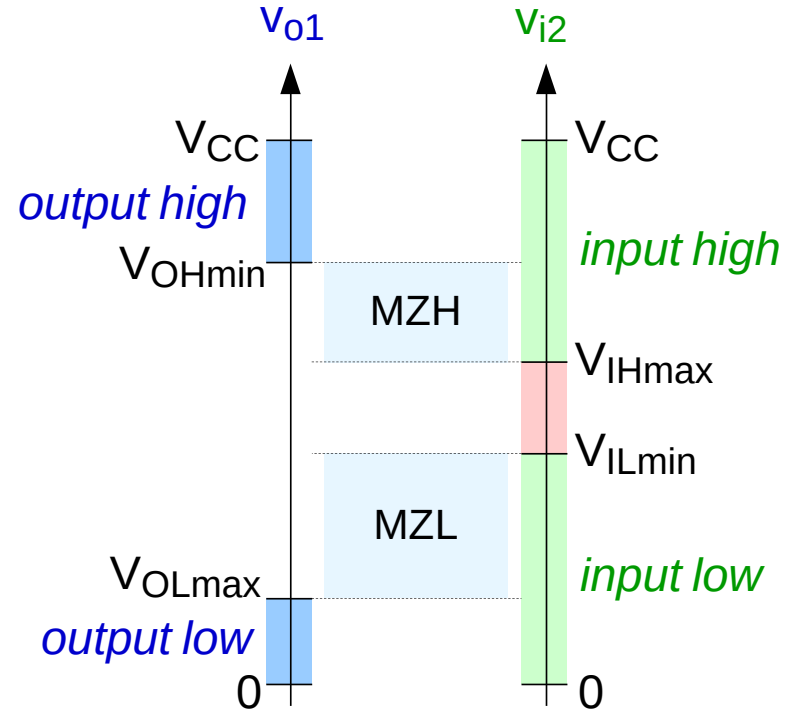 vo1
vi2
VCC
VCC
output high
input high
VOHmin
MZH
VIHmax
VILmin
MZL
VOLmax
input low
output low
0
0